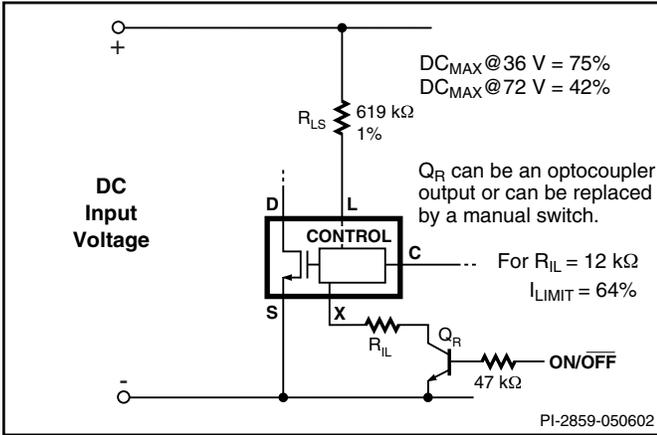 +
DC_MAX@36 V = 75%
DC_MAX@72 V = 42%
R_LS
619 kΩ
1%
Q_R can be an optocoupler
output or can be replaced
by a manual switch.
DC
Input
Voltage
D
L
CONTROL
C
For R_IL = 12 kΩ
I_LIMIT = 64%
S
X
R_IL
Q_R
47 kΩ
ON/O̅F̅F̅
-
PI-2859-050602